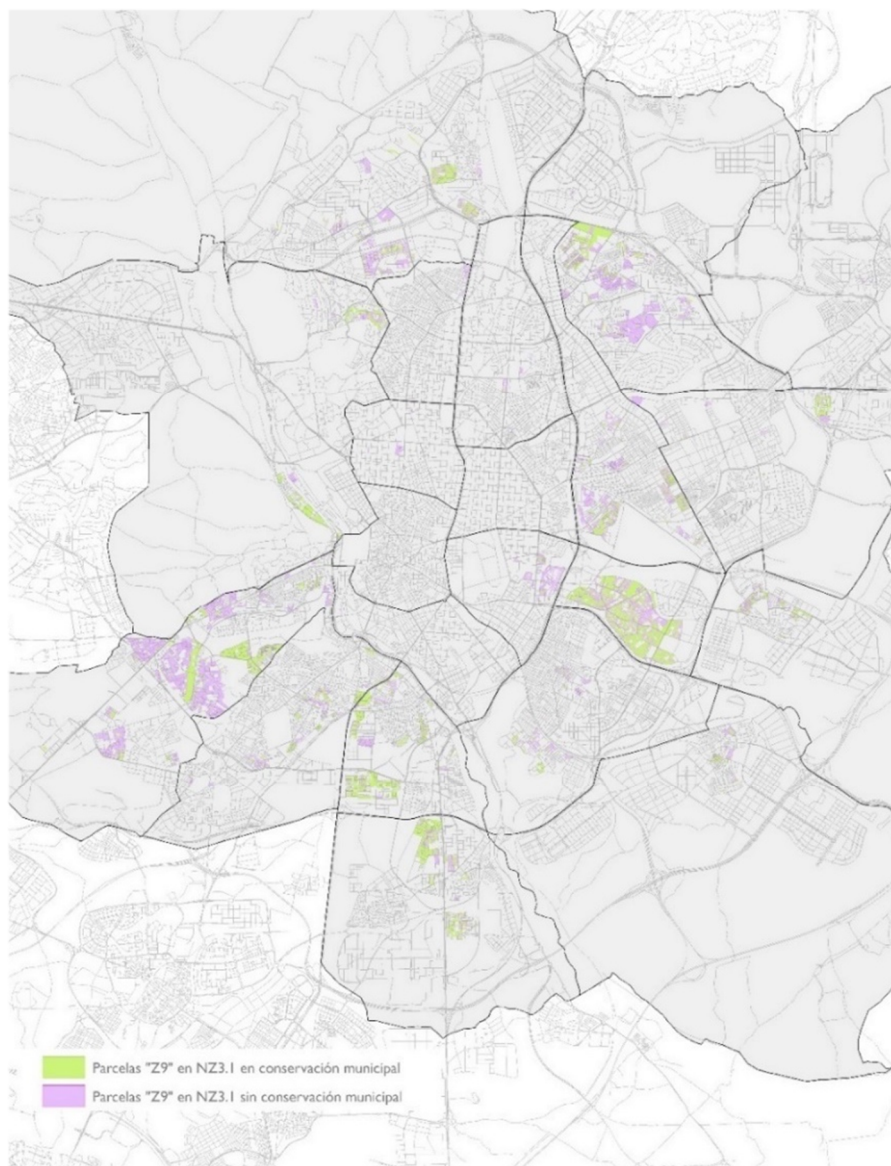 Parcelas "Z9" en NZ3.1 en conservación municipal
Parcelas "Z9" en NZ3.1 sin conservación municipal